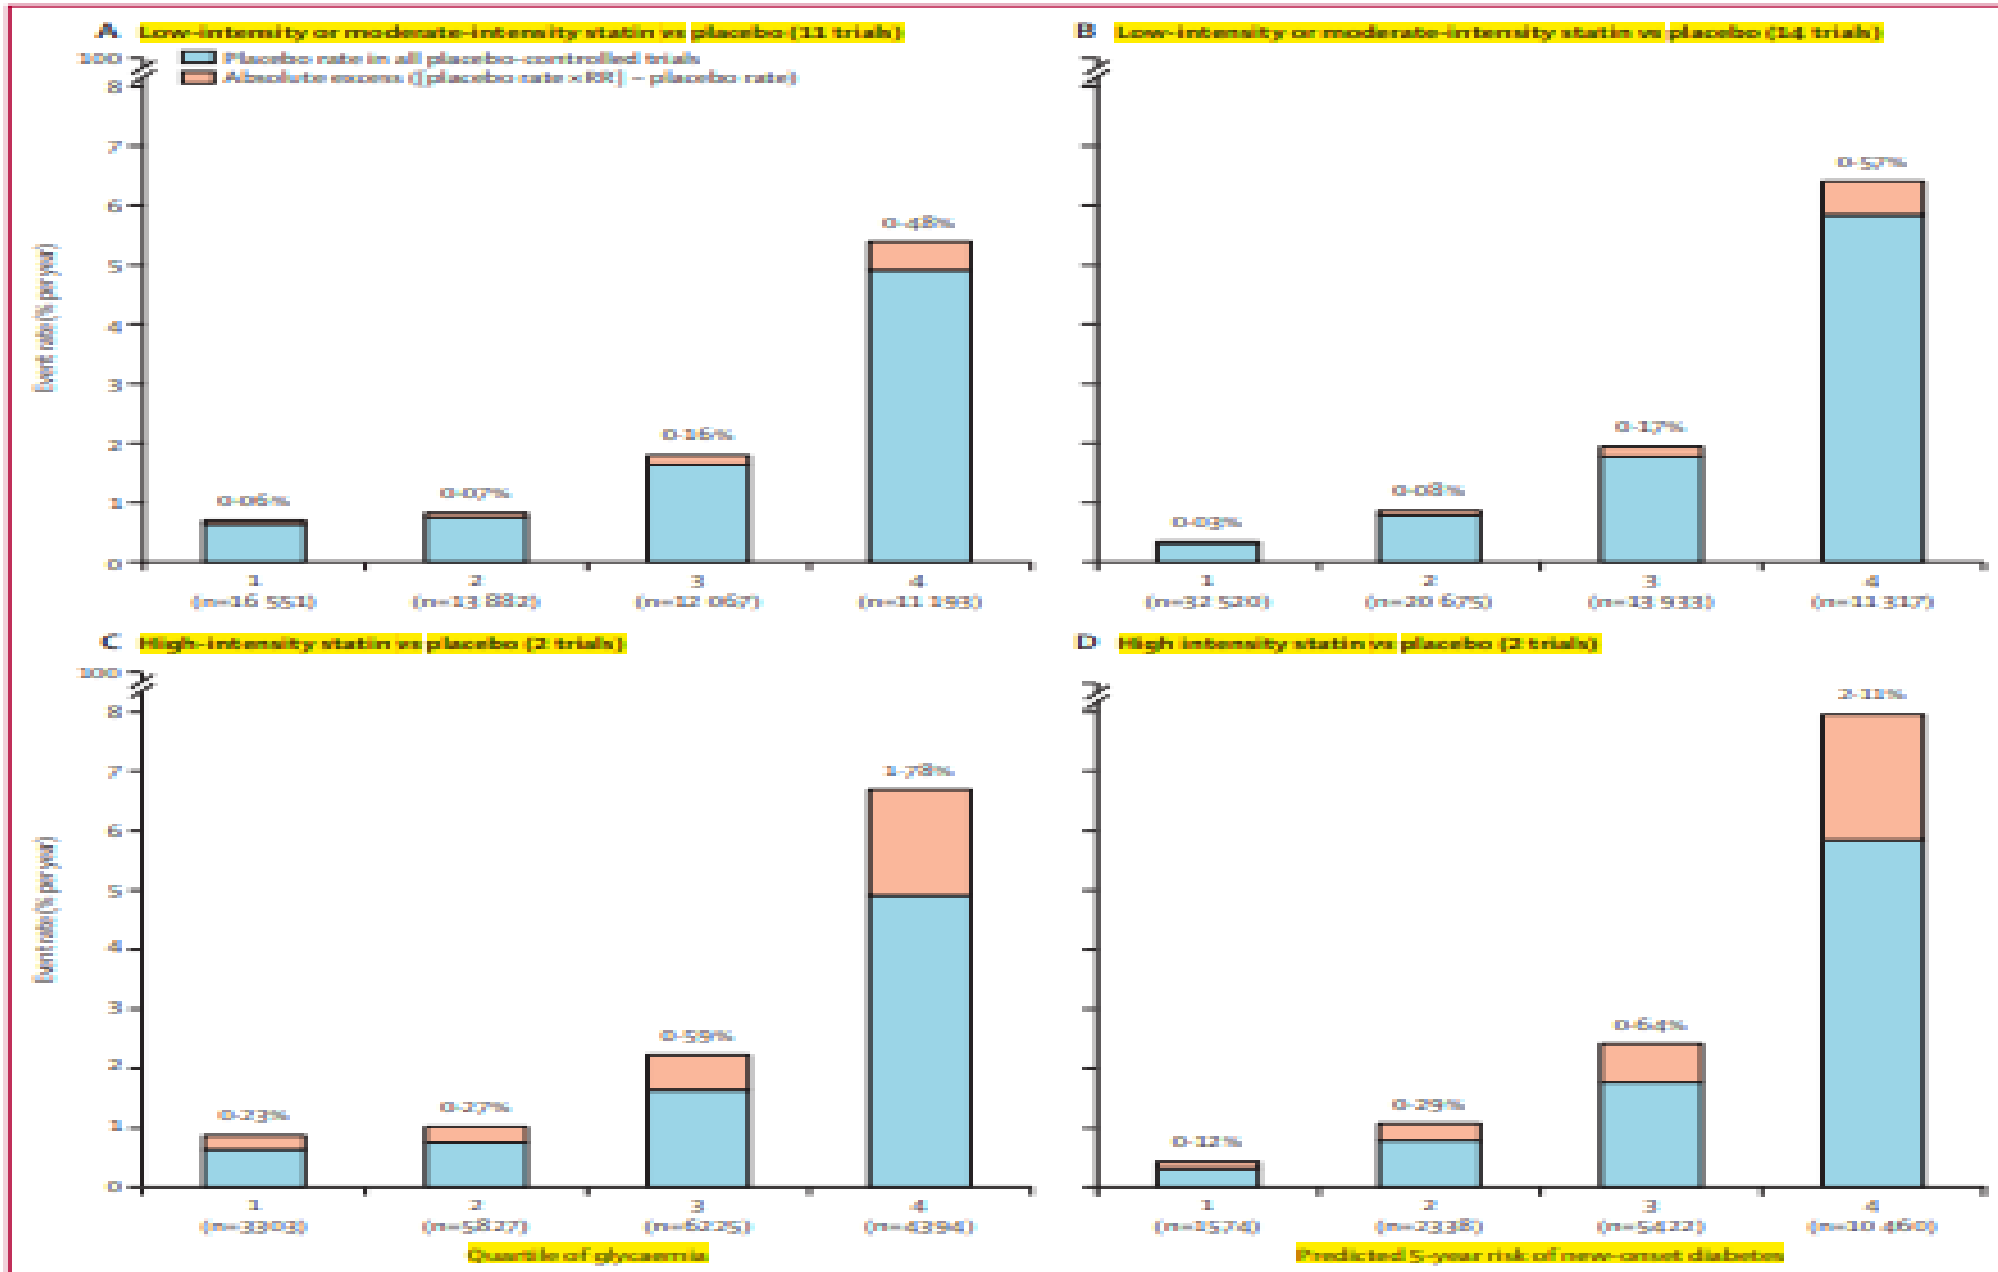 A Low-intensity or moderate-intensity statin vs placebo (11 trials)
Placebo rate in all placebo-controlled trials
Absolute excess ([placebo rate × RR] – placebo rate)
100
8
7
6
5
4
3
2
1
0
Event rate (% per year)
0·06%
0·07%
0·16%
0·48%
1
2
3
4
(n=16 551)
(n=13 882)
(n=12 067)
(n=11 193)
B Low-intensity or moderate-intensity statin vs placebo (14 trials)
0·03%
0·08%
0·17%
0·57%
1
2
3
4
(n=32 520)
(n=20 675)
(n=13 933)
(n=11 317)
C High-intensity statin vs placebo (2 trials)
100
8
7
6
5
4
3
2
1
0
Event rate (% per year)
0·23%
0·27%
0·59%
1·78%
1
2
3
4
(n=3303)
(n=5827)
(n=6225)
(n=4394)
Quartile of glycaemia
D High intensity statin vs placebo (2 trials)
0·12%
0·29%
0·64%
2·11%
1
2
3
4
(n=1574)
(n=2338)
(n=5422)
(n=10 460)
Predicted 5-year risk of new-onset diabetes